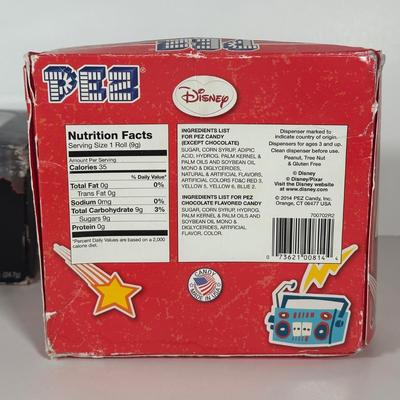 PEZ
Disney
Nutrition Facts
Serving Size 1 Roll (9g)
Amount Per Serving
Calories 35
% Daily Value*
Total Fat 0g 0%
Trans Fat 0g
Sodium 0mg 0%
Total Carbohydrate 9g 3%
Sugars 9g
Protein 0g
*Percent Daily Values are based on a 2,000
calorie diet.
INGREDIENTS LIST
FOR PEZ CANDY
(EXCEPT CHOCOLATE)
SUGAR, CORN SYRUP, ADIPIC
ACID, HYDROG. PALM KERNEL &
PALM OILS AND SOYBEAN OIL
MONO & DIGLYCERIDES,
NATURAL & ARTIFICIAL FLAVORS,
ARTIFICIAL COLORS FD&C RED 3,
YELLOW 5, YELLOW 6, BLUE 2.
INGREDIENTS LIST FOR PEZ
CHOCOLATE FLAVORED CANDY
SUGAR, CORN SYRUP, HYDROG.
PALM KERNEL & PALM OILS AND
SOYBEAN OIL MONO &
DIGLYCERIDES, ARTIFICIAL
FLAVOR, COLOR.
Dispenser marked to
indicate country of origin.
Dispensers for ages 3 and up.
Clean dispenser before use.
Peanut, Tree Nut
& Gluten Free
© Disney
© Disney/Pixar
Visit the Disney website
at www.disney.com
© 2014 PEZ Candy, Inc.
Orange, CT 06477 USA
700702R2
0 73621 00814 4
CANDY
MADE IN USA
(24.7g)